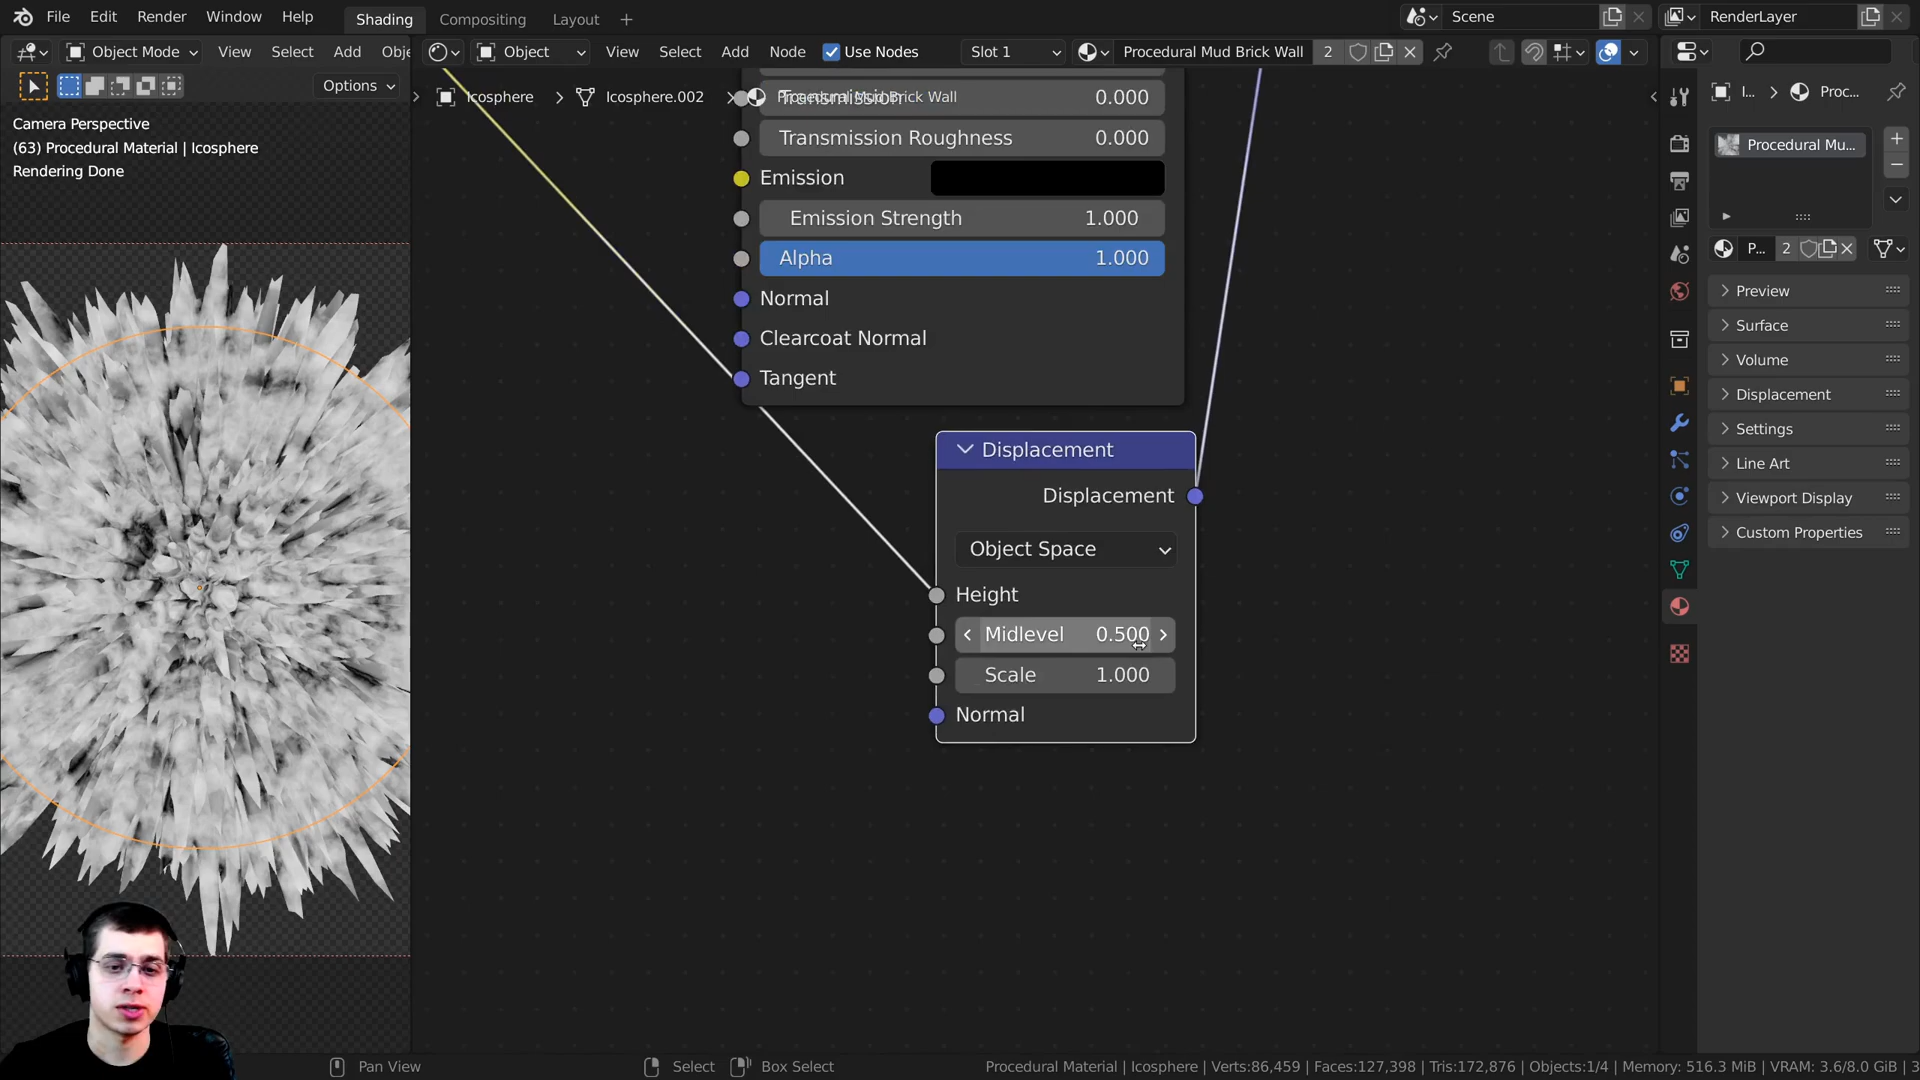 File Edit Render Window Help Shading Compositing Layout + Scene RenderLayer
Object Mode View Select Add Object View Select Add Node Use Nodes Slot 1 Procedural Mud Brick Wall 2
Options
Icosphere > Icosphere.002 > Procedural Mud Brick Wall
I... > Proc...
Camera Perspective
(63) Procedural Material | Icosphere
Rendering Done
Transmission 0.000
Transmission Roughness 0.000
Emission
Emission Strength 1.000
Alpha 1.000
Normal
Clearcoat Normal
Tangent
Displacement
Displacement
Object Space
Height
Midlevel 0.500
Scale 1.000
Normal
Procedural Mu...
P... 2
Preview
Surface
Volume
Displacement
Settings
Line Art
Viewport Display
Custom Properties
Pan View Select Box Select Procedural Material | Icosphere | Verts:86,459 | Faces:127,398 | Tris:172,876 | Objects:1/4 | Memory: 516.3 MiB | VRAM: 3.6/8.0 GiB | 3